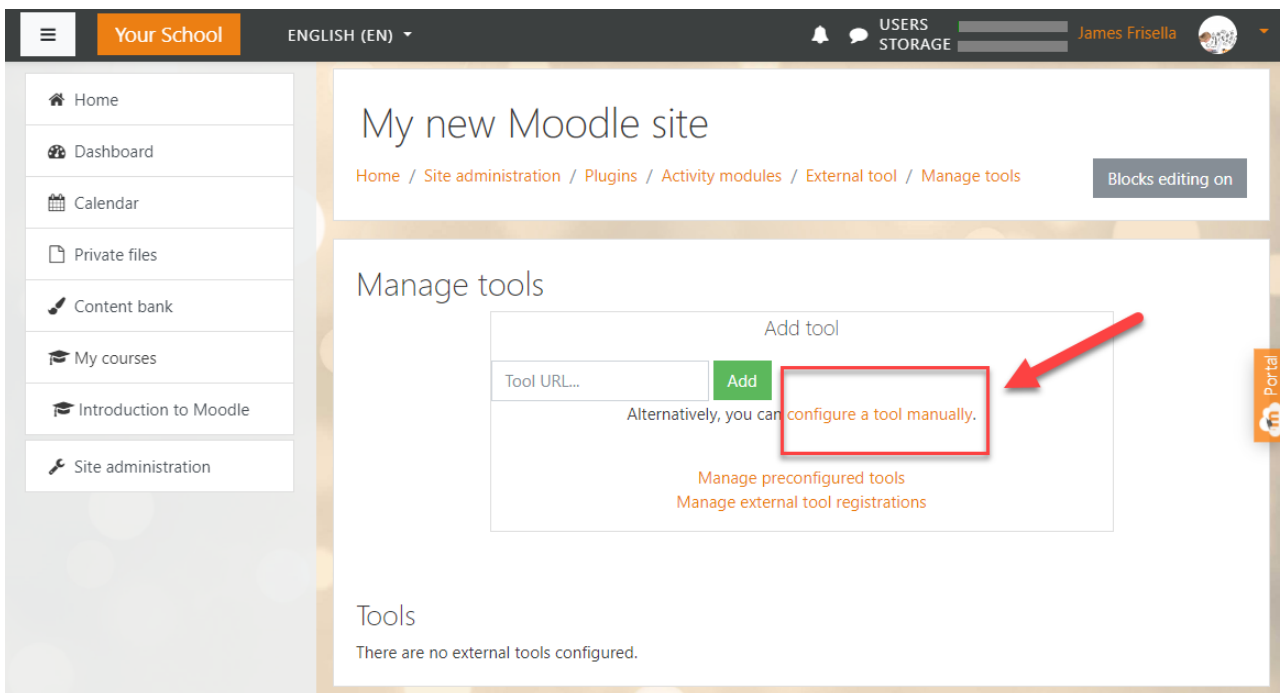 Your School
ENGLISH (EN)
USERS
STORAGE
James Frisella
Home
Dashboard
Calendar
Private files
Content bank
My courses
Introduction to Moodle
Site administration
My new Moodle site
Home / Site administration / Plugins / Activity modules / External tool / Manage tools
Blocks editing on
Manage tools
Add tool
Tool URL...
Add
Alternatively, you can configure a tool manually.
Manage preconfigured tools
Manage external tool registrations
Tools
There are no external tools configured.
Portal